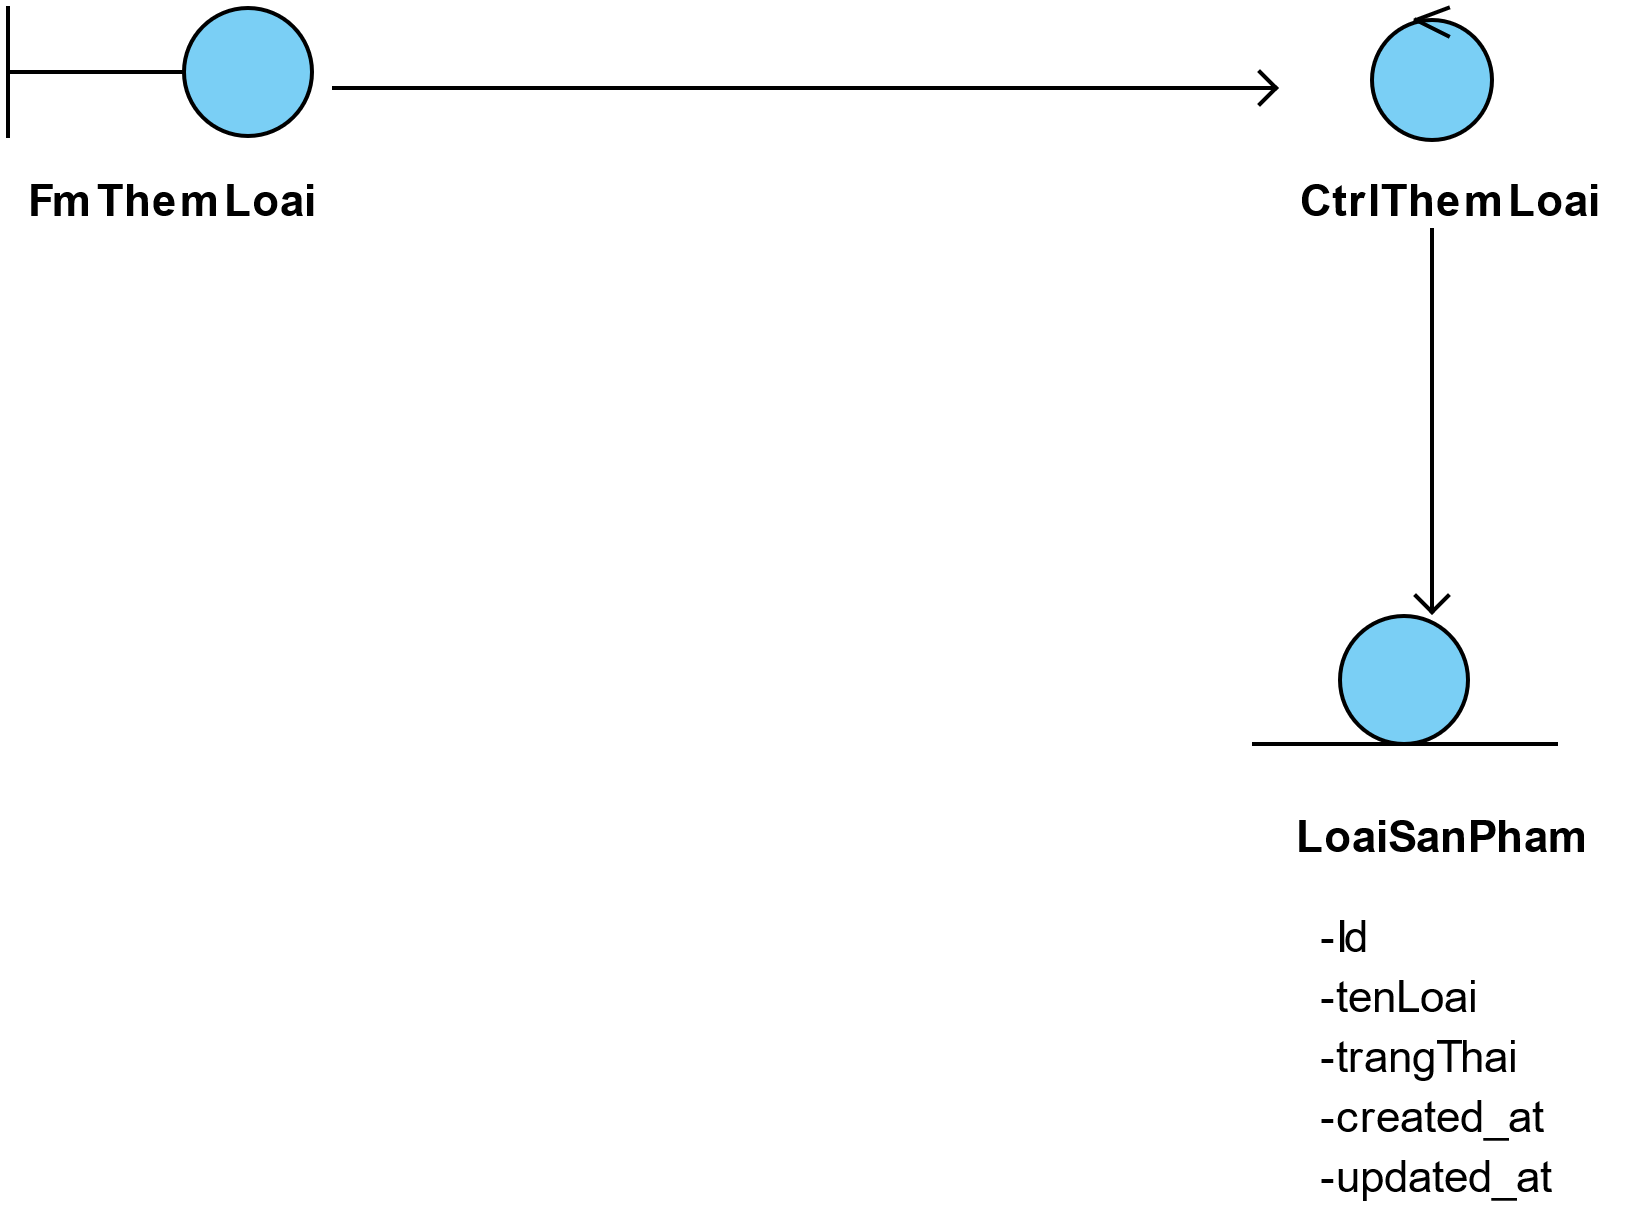 FmThemLoai
CtrlThemLoai
LoaiSanPham
-Id
-tenLoai
-trangThai
-created_at
-updated_at